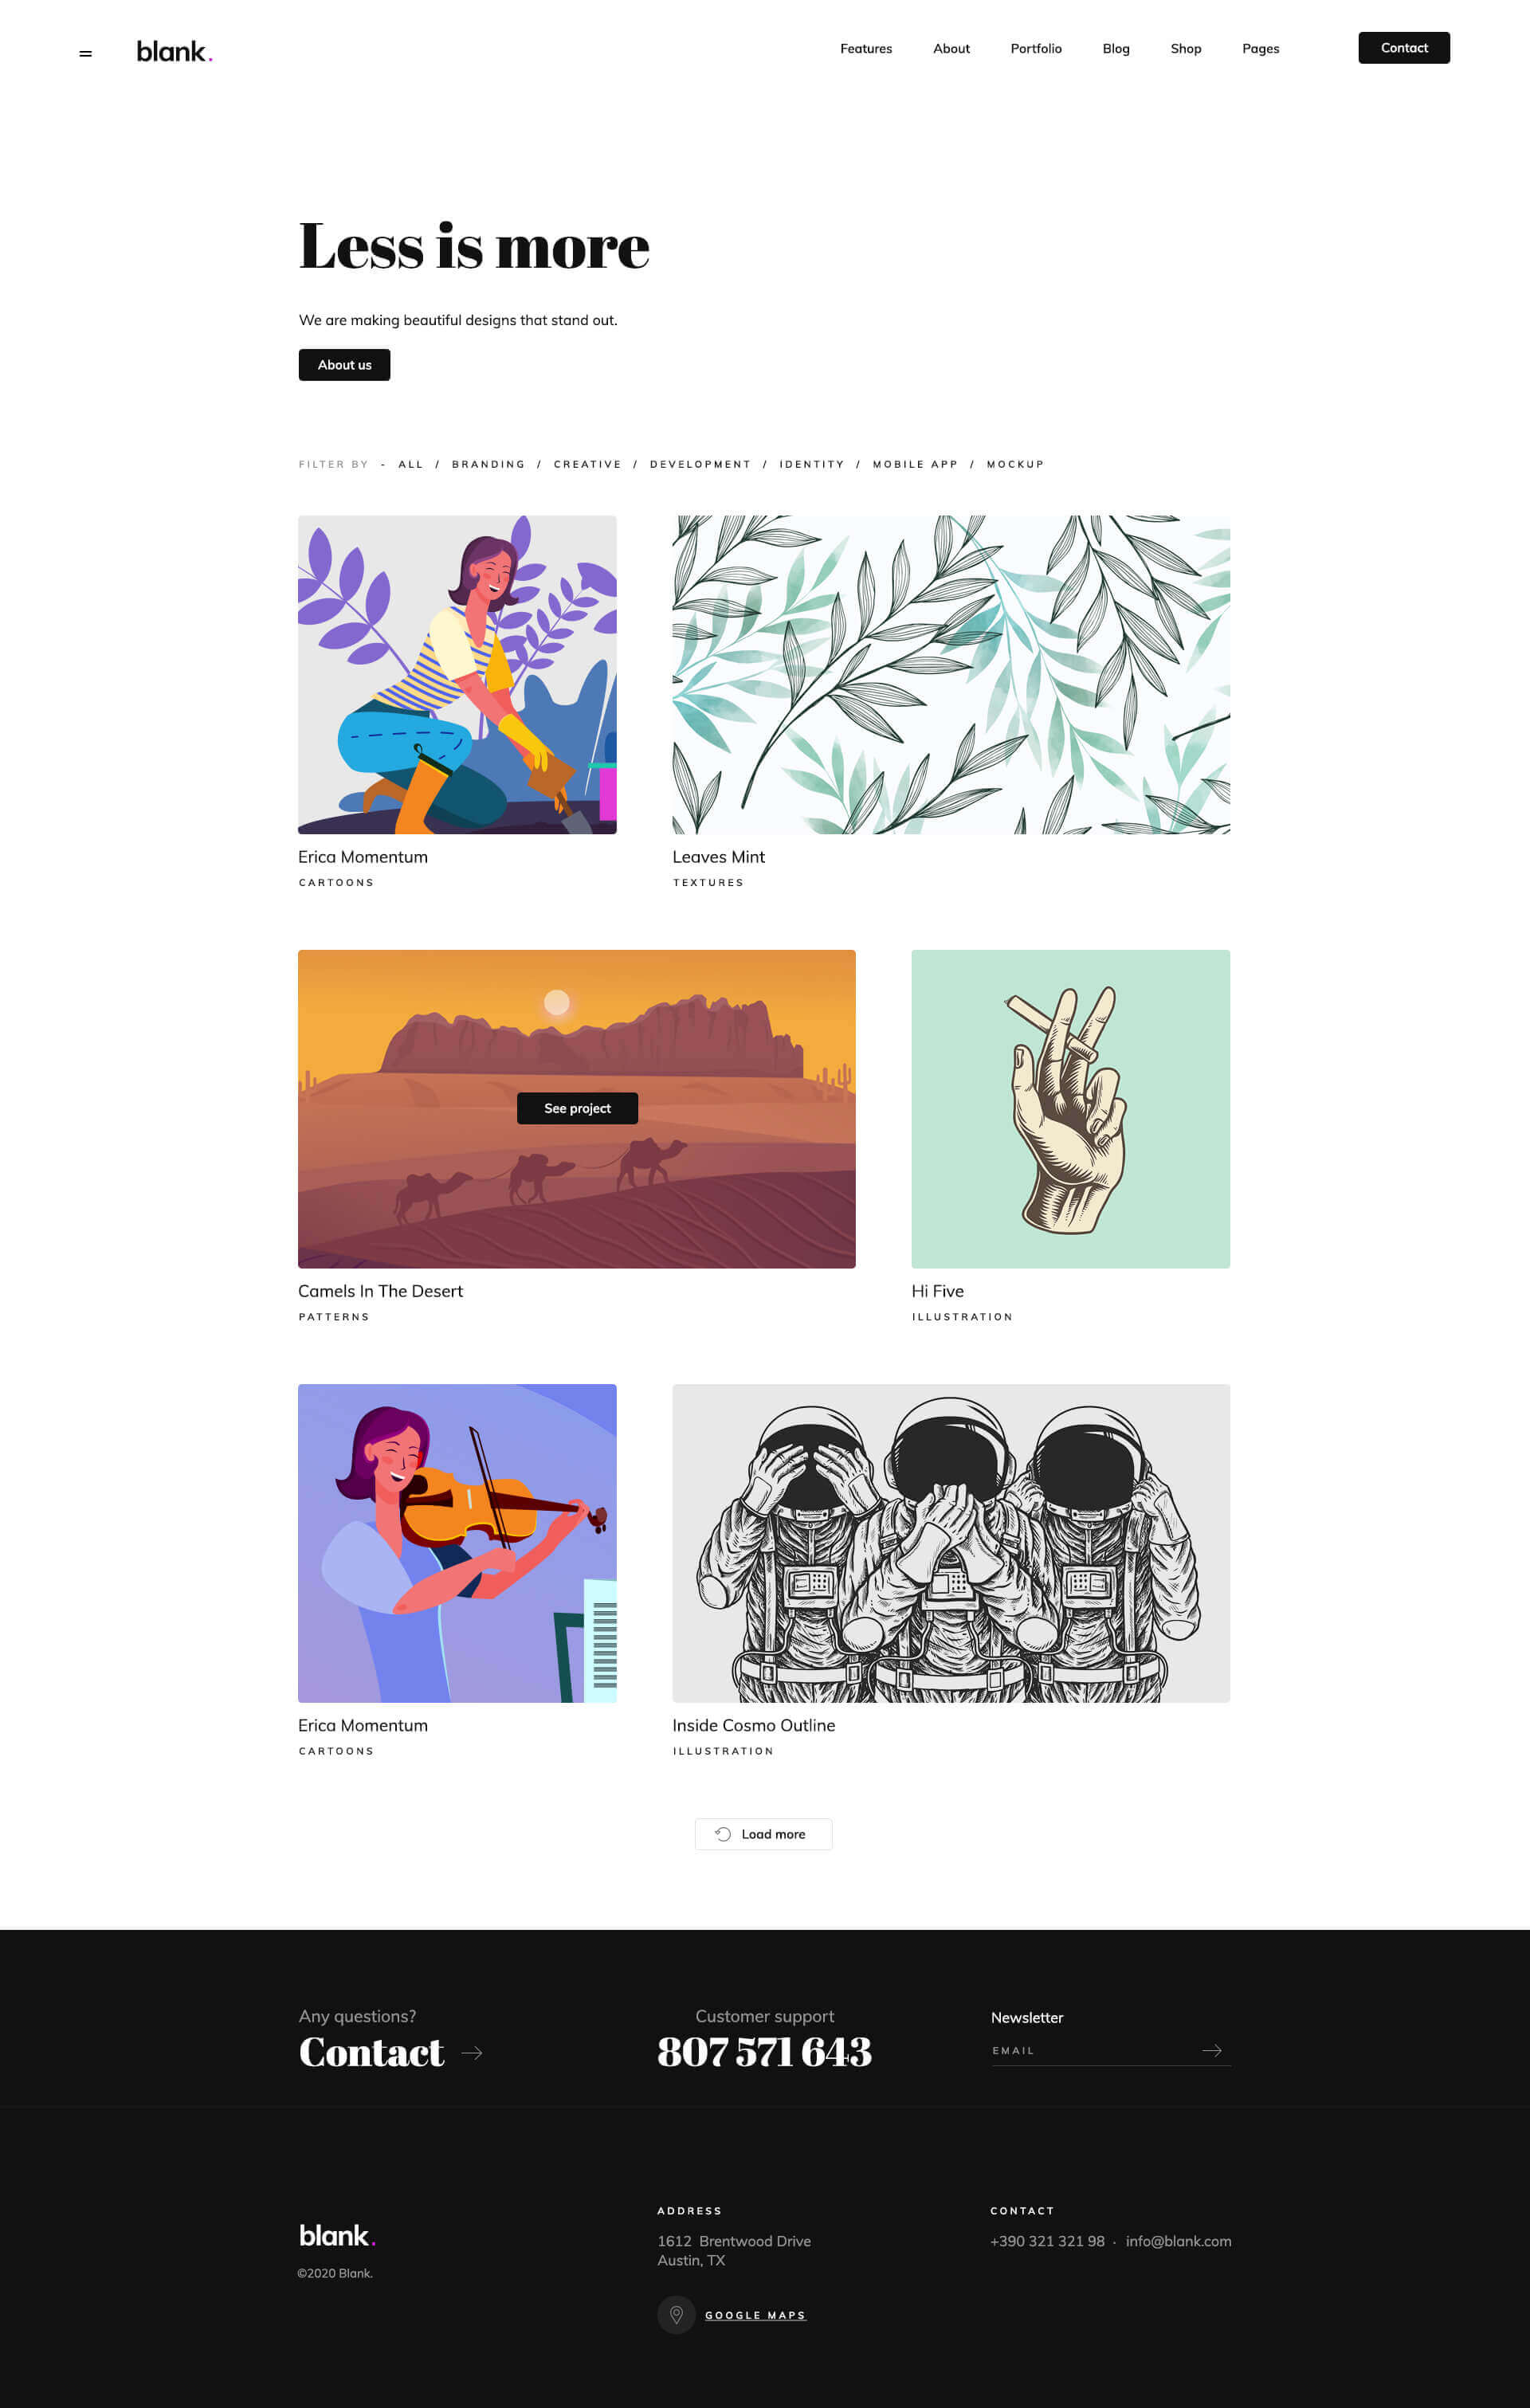 blank.
Features About Portfolio Blog Shop Pages Contact
Less is more
We are making beautiful designs that stand out.
About us
FILTER BY - ALL / BRANDING / CREATIVE / DEVELOPMENT / IDENTITY / MOBILE APP / MOCKUP
Erica Momentum
CARTOONS
Leaves Mint
TEXTURES
See project
Camels In The Desert
PATTERNS
Hi Five
ILLUSTRATION
Erica Momentum
CARTOONS
Inside Cosmo Outline
ILLUSTRATION
Load more
Any questions?
Contact
Customer support
807 571 643
Newsletter
EMAIL
blank.
©2020 Blank.
ADDRESS
1612 Brentwood Drive
Austin, TX
GOOGLE MAPS
CONTACT
+390 321 321 98 · info@blank.com